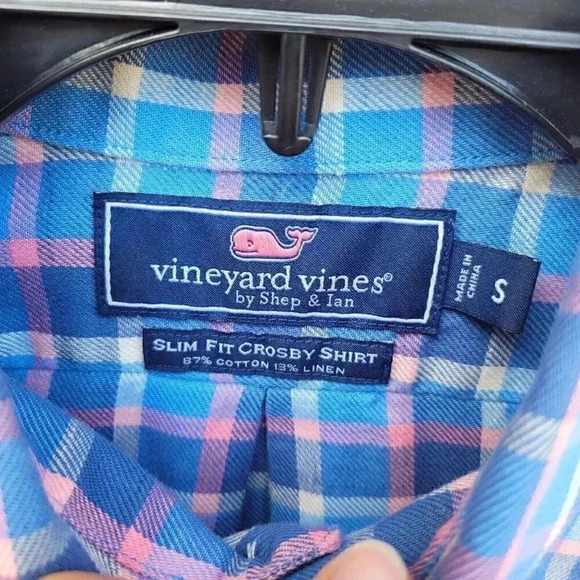 vineyard vines®
by Shep & Ian
MADE IN
CHINA
S
SLIM FIT CROSBY SHIRT
87% COTTON 13% LINEN